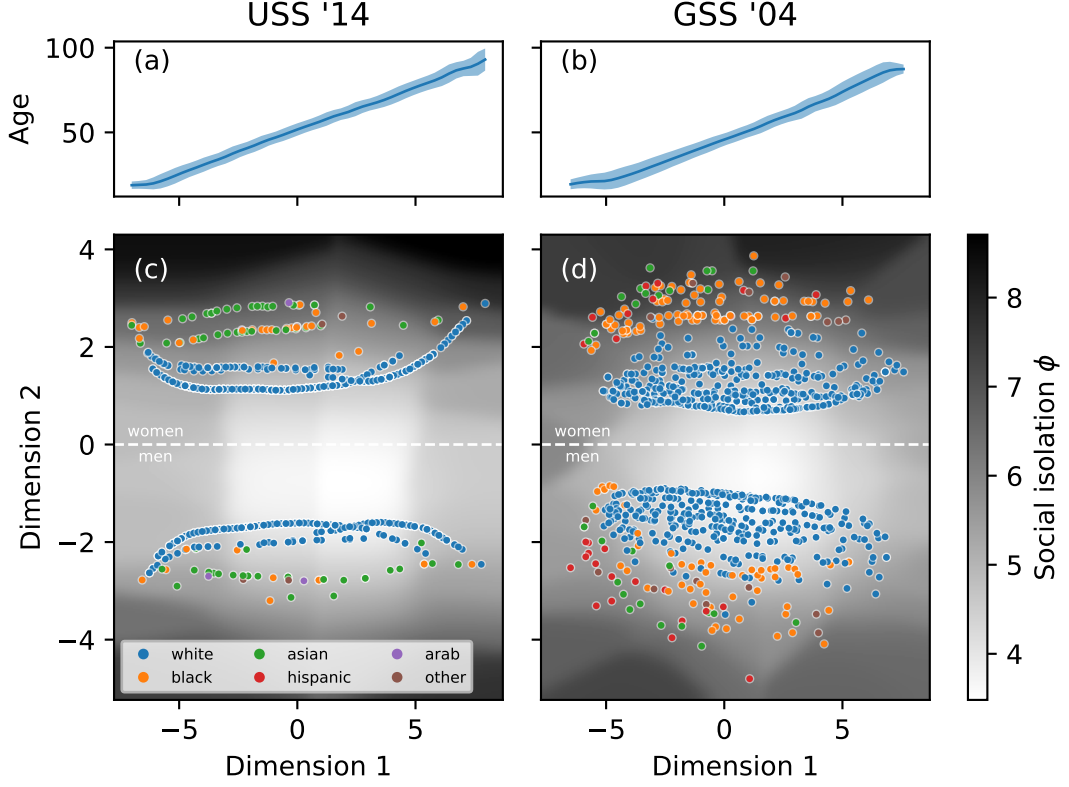 USS '14
GSS '04
(a)
(b)
100
50
Age
(c)
(d)
4
2
0
−2
−4
Dimension 2
women
men
women
men
white
asian
arab
black
hispanic
other
−5
0
5
−5
0
5
Dimension 1
Dimension 1
8
7
6
5
4
Social isolation ϕ